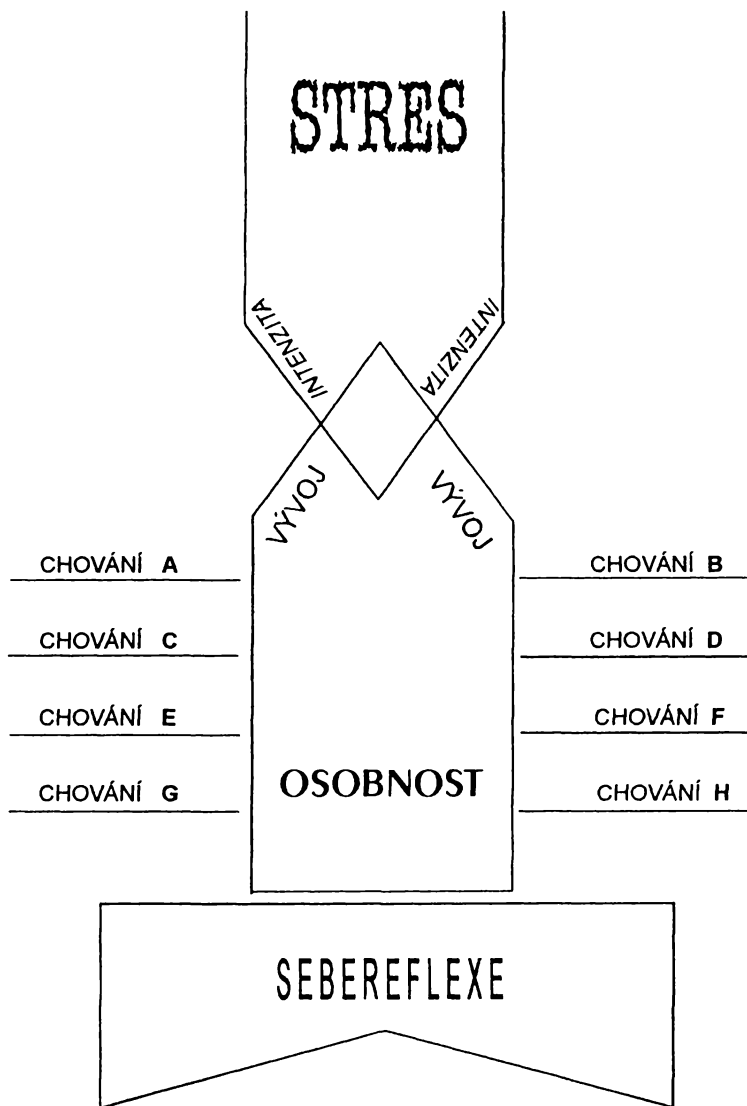 STRES
INTENZITA
INTENZITA
VÝVOJ
VÝVOJ
CHOVÁNÍ A
CHOVÁNÍ B
CHOVÁNÍ C
CHOVÁNÍ D
CHOVÁNÍ E
CHOVÁNÍ F
OSOBNOST
CHOVÁNÍ G
CHOVÁNÍ H
SEBEREFLEXE